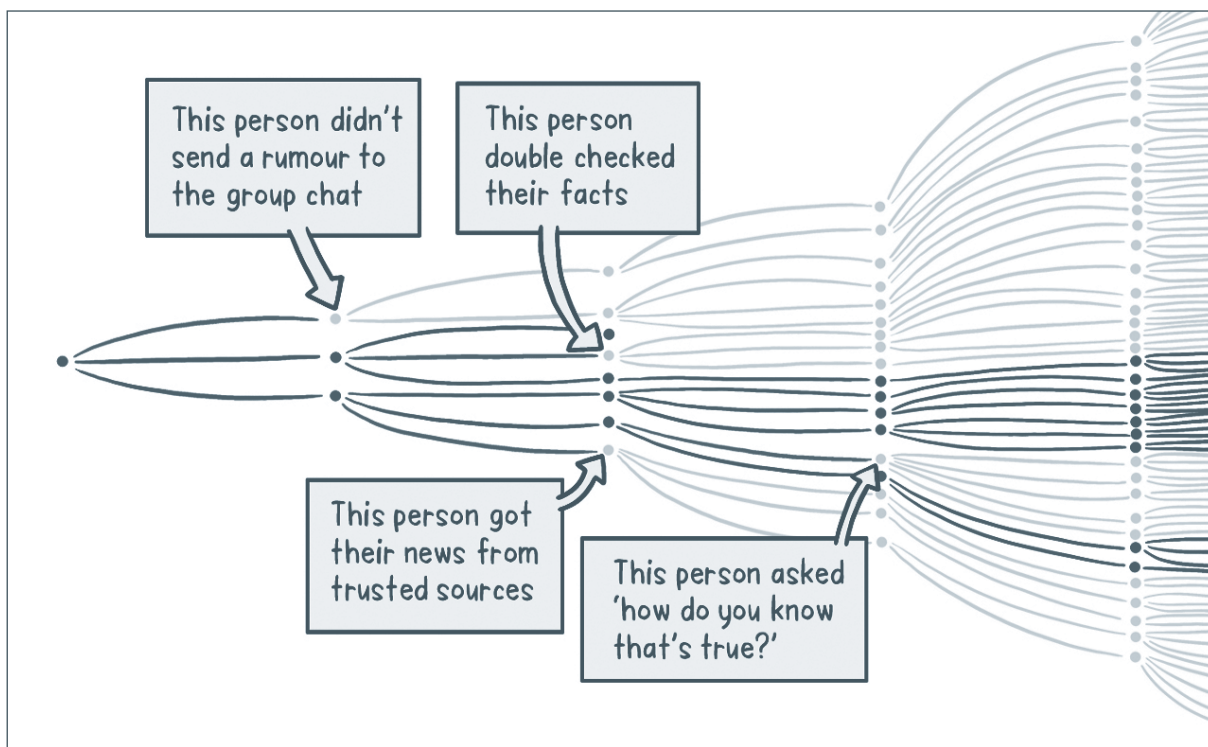 This person didn't
send a rumour to
the group chat
This person
double checked
their facts
This person got
their news from
trusted sources
This person asked
'how do you know
that's true?'